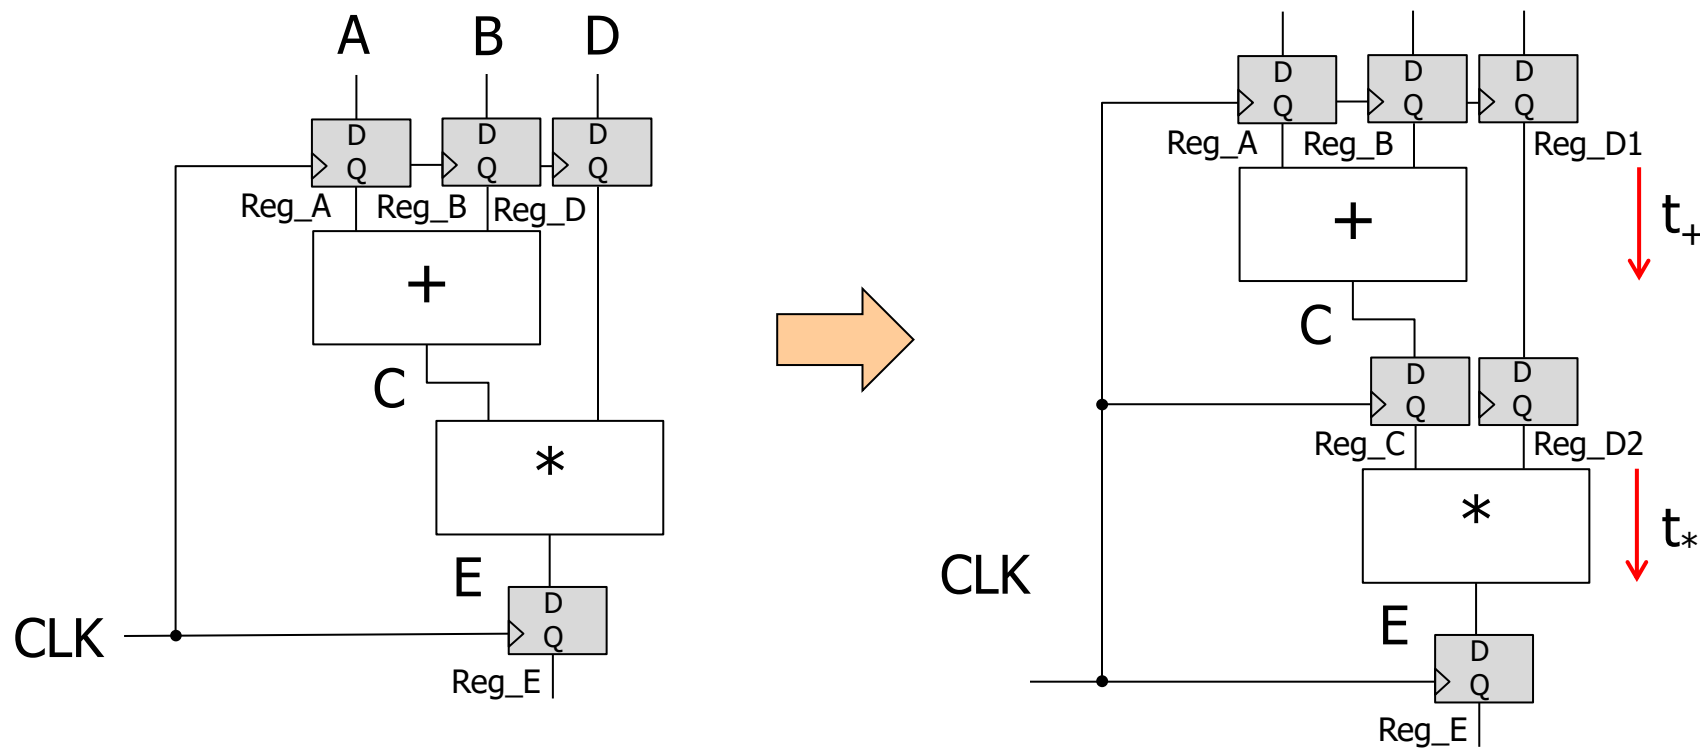 A B D
D D D
Q Q Q
Reg_A Reg_B Reg_D
+
C
*
E
D
CLK Q
Reg_E
D D D
Q Q Q
Reg_A Reg_B Reg_D1
+ t+
C
D D
Q Q
Reg_C Reg_D2
* t*
CLK
E
D
Q
Reg_E